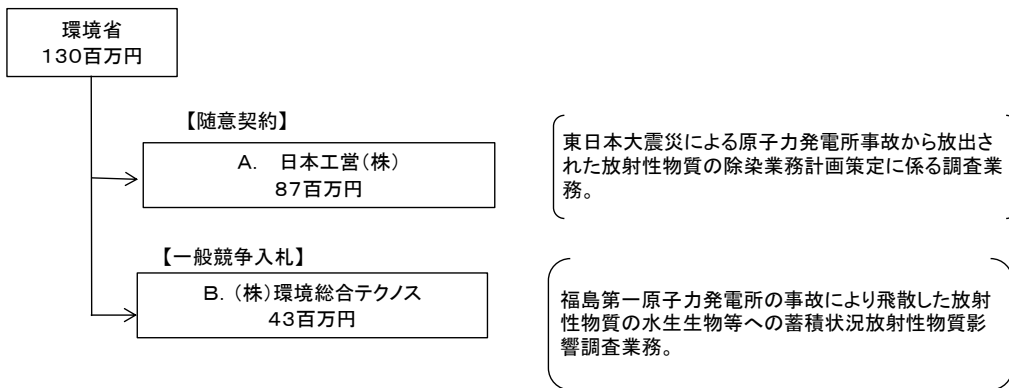 環境省
130百万円
【随意契約】
A.　日本工営(株)
87百万円
東日本大震災による原子力発電所事故から放出さ
れた放射性物質の除染業務計画策定に係る調査業
務。
【一般競争入札】
B. (株)環境総合テクノス
43百万円
福島第一原子力発電所の事故により飛散した放射
性物質の水生生物等への蓄積状況放射性物質影
響調査業務。